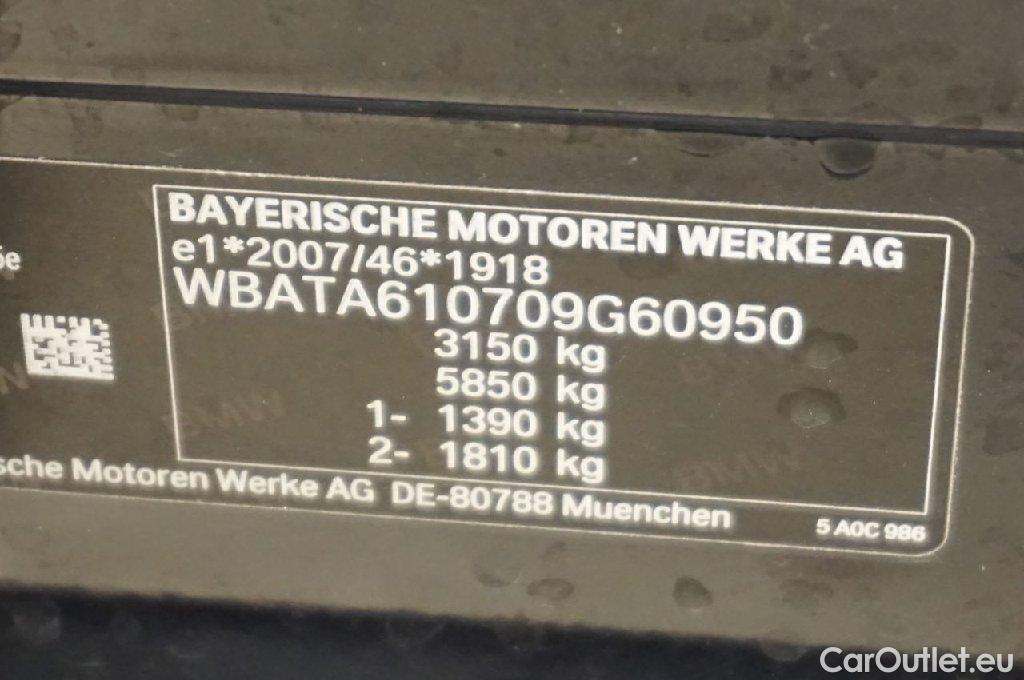 BAYERISCHE MOTOREN WERKE AG
e1*2007/46*1918
WBATA610709G60950
3150 kg
5850 kg
1- 1390 kg
2- 1810 kg
Motoren Werke AG DE-80788 Muenchen
5 A0C 986
CarOutlet.eu